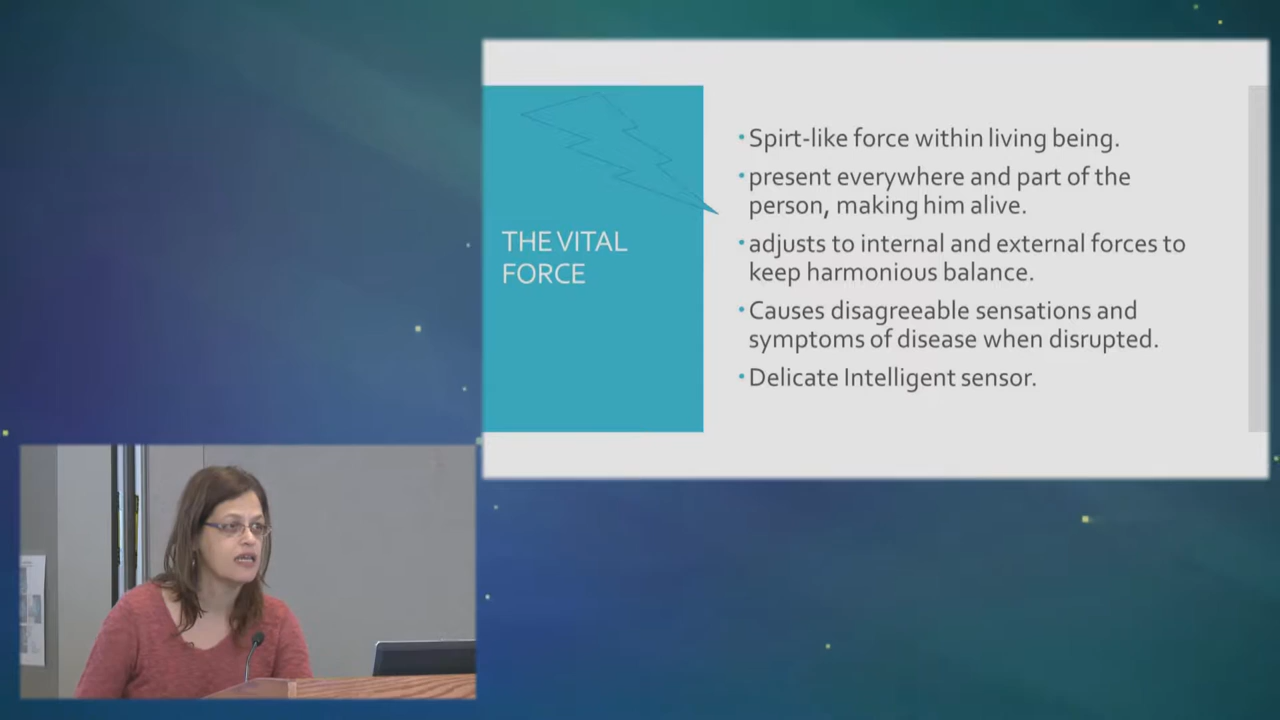 THE VITAL
FORCE
•Spirt-like force within living being.
•present everywhere and part of the
person, making him alive.
•adjusts to internal and external forces to
keep harmonious balance.
•Causes disagreeable sensations and
symptoms of disease when disrupted.
•Delicate Intelligent sensor.